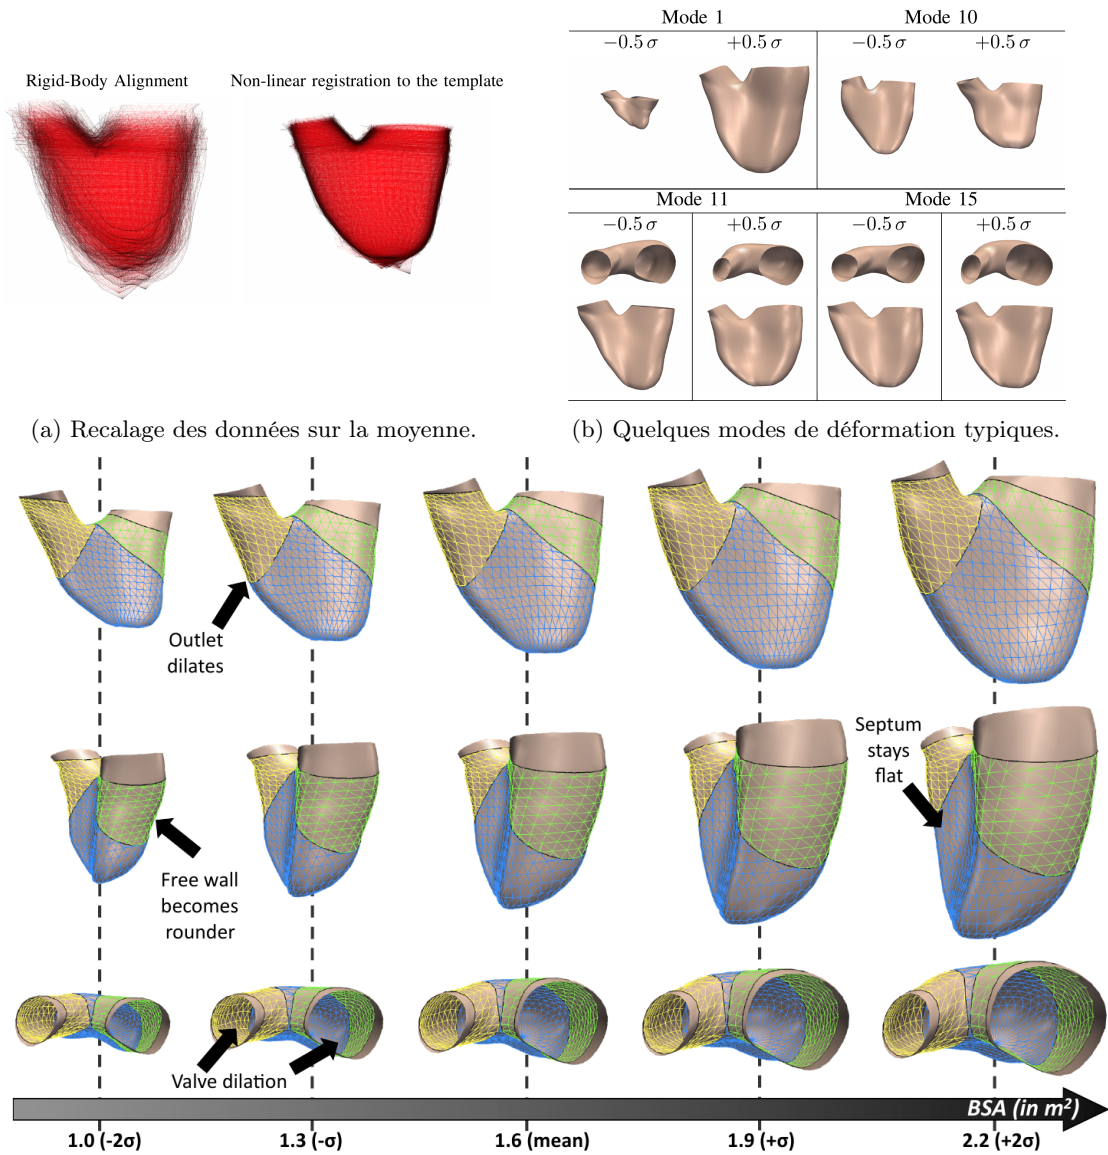 Rigid-Body Alignment
Non-linear registration to the template
Mode 1
Mode 10
−0.5 σ
+0.5 σ
−0.5 σ
+0.5 σ
Mode 11
Mode 15
−0.5 σ
+0.5 σ
−0.5 σ
+0.5 σ
(a) Recalage des données sur la moyenne.
(b) Quelques modes de déformation typiques.
Outlet
dilates
Septum
stays
flat
Free wall
becomes
rounder
Valve dilation
BSA (in m²)
1.0 (-2σ)
1.3 (-σ)
1.6 (mean)
1.9 (+σ)
2.2 (+2σ)